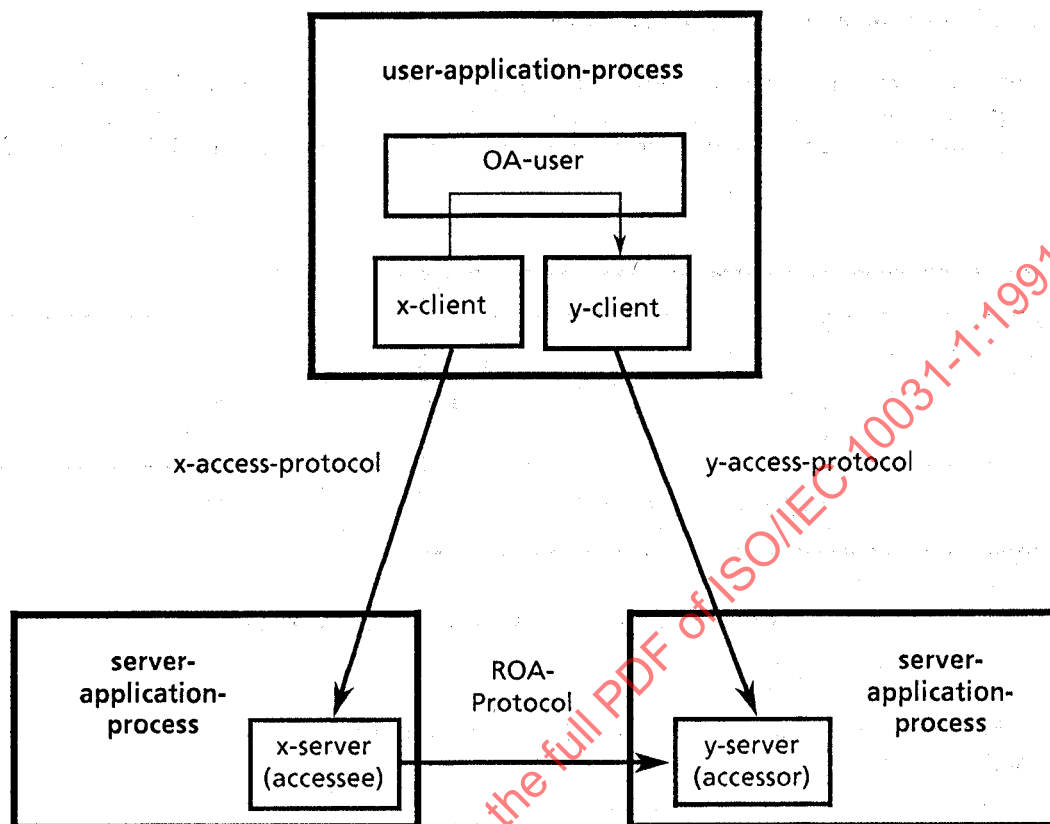 user-application-process
OA-user
x-client
y-client
x-access-protocol
y-access-protocol
server-
application-
process
ROA-
Protocol
server-
application-
process
x-server
(accessee)
y-server
(accessor)
the full PDF of ISO/IEC 10031-1:1991